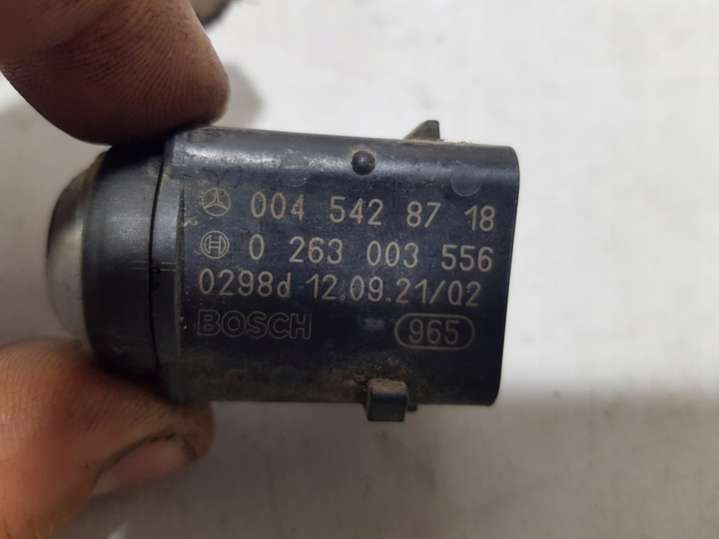 004 542 87 18
0 263 003 556
0298d 12.09.21/02
BOSCH 965